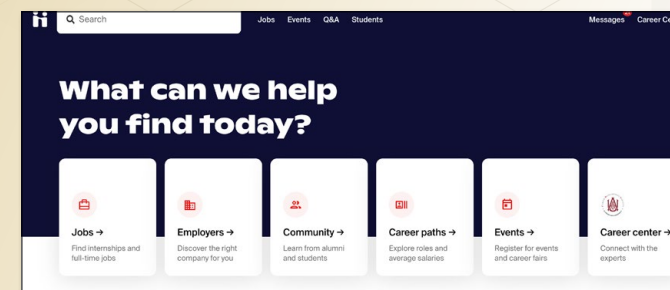 Search
Jobs Events Q&A Students
Messages Career Ce
What can we help
you find today?
Jobs →
Find internships and
full-time jobs
Employers →
Discover the right
company for you
Community →
Learn from alumni
and students
Career paths →
Explore roles and
average salaries
Events →
Register for events
and career fairs
Career center →
Connect with the
experts